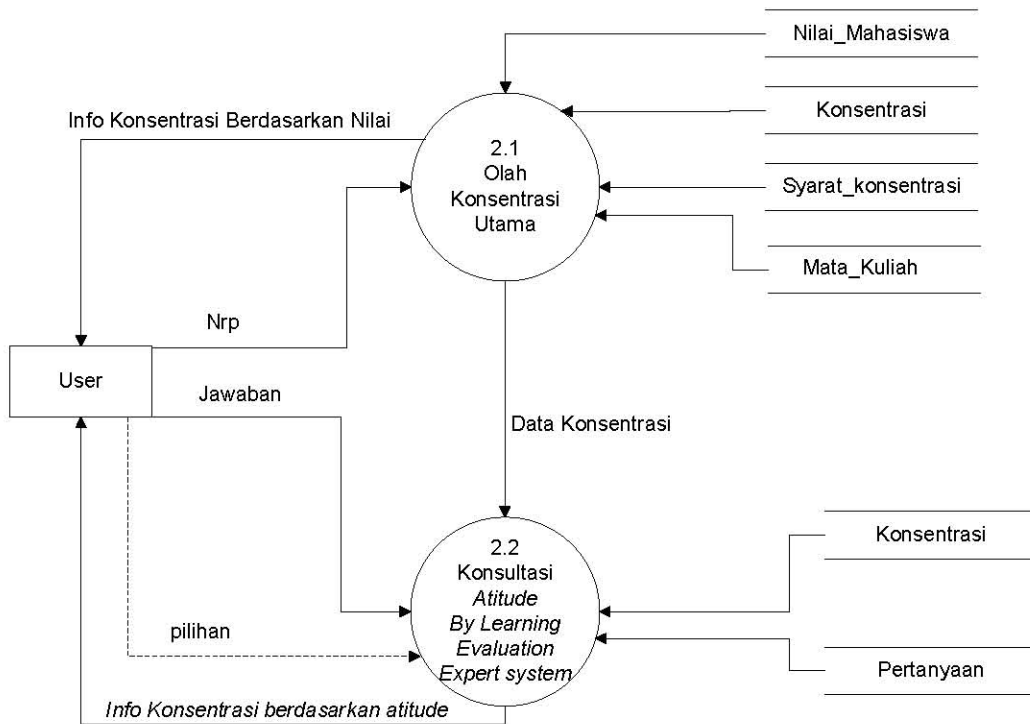 Nilai_Mahasiswa
Info Konsentrasi Berdasarkan Nilai
Konsentrasi
2.1
Olah
Konsentrasi
Utama
Syarat_konsentrasi
Mata_Kuliah
Nrp
User
Jawaban
Data Konsentrasi
2.2
Konsultasi
Atitude
By Learning
Evaluation
Expert system
Konsentrasi
pilihan
Pertanyaan
Info Konsentrasi berdasarkan atitude